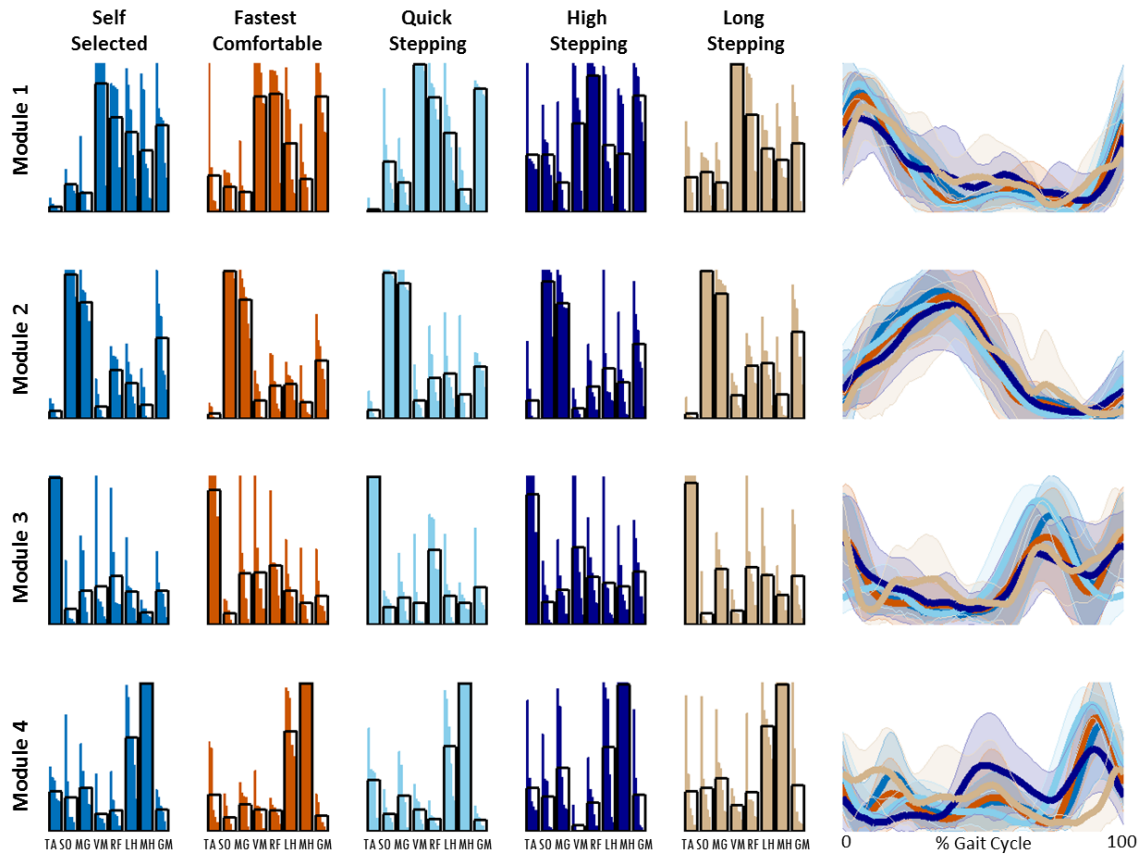 Self Selected
Fastest Comfortable
Quick Stepping
High Stepping
Long Stepping
Module 1
Module 2
Module 3
Module 4
TA SO MG VM RF LH MH GM
TA SO MG VM RF LH MH GM
TA SO MG VM RF LH MH GM
TA SO MG VM RF LH MH GM
TA SO MG VM RF LH MH GM
0 % Gait Cycle 100